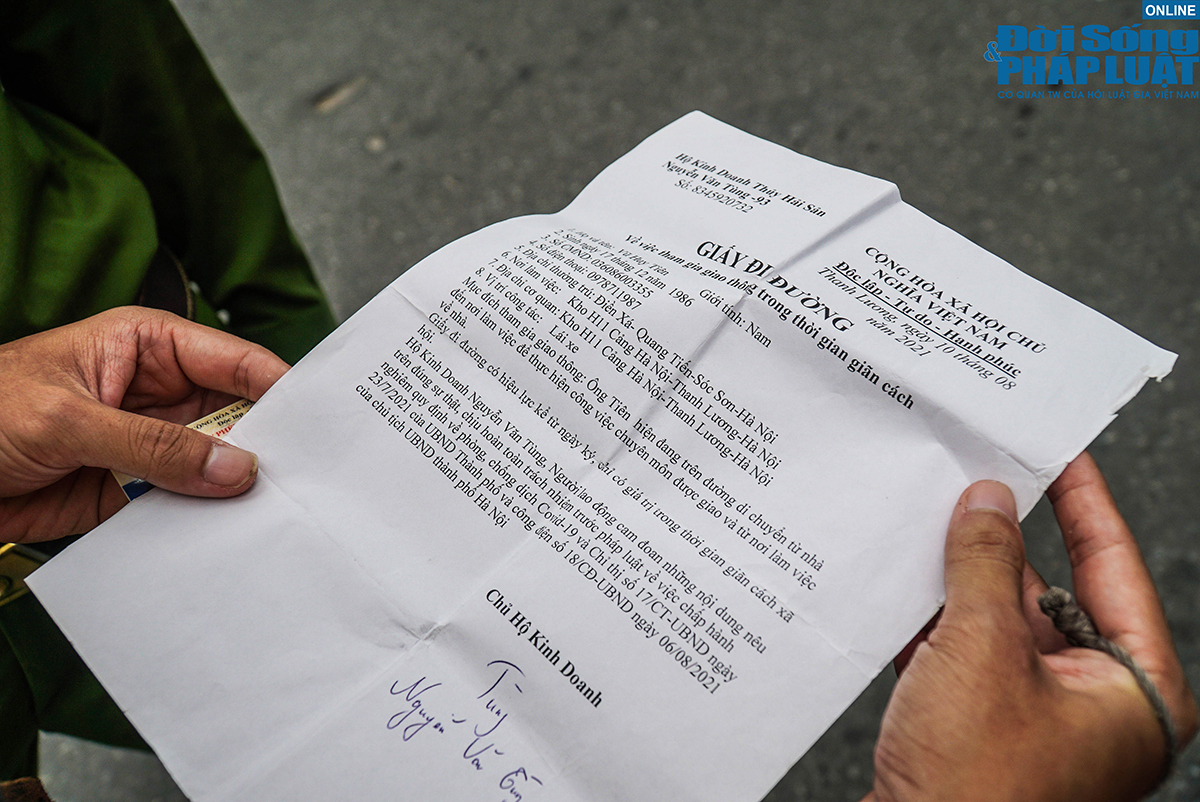 ONLINE
Đời Sống
& PHÁP LUẬT
CƠ QUAN TW CỦA HỘI LUẬT GIA VIỆT NAM
Hộ Kinh Doanh Thủy Hải Sản
Nguyễn Văn Tùng -93
Số: 8345920732
CỘNG HÒA XÃ HỘI CHỦ
NGHĨA VIỆT NAM
Độc lập - Tự do - Hạnh phúc
Thanh Lương, ngày 10 tháng 08
năm 2021
GIẤY ĐI ĐƯỜNG
Về việc tham gia giao thông trong thời gian giãn cách
Vũ Huy Tiên
2. Sinh ngày 17 tháng 12 năm 1986 Giới tính: Nam
3. Số CMND: 036086003355
4. Số điện thoại: 097871 1987
5. Địa chỉ thường trú: Điền Xá- Quang Tiến-Sóc Sơn-Hà Nội
6. Nơi làm việc: Kho H11 Cảng Hà Nội-Thanh Lương-Hà Nội
7. Địa chỉ cơ quan: Kho H11 Cảng Hà Nội-Thanh Lương-Hà Nội
8. Vị trí công tác: Lái xe
Mục đích tham gia giao thông: Ông Tiên hiện đang trên đường di chuyển từ nhà
đến nơi làm việc để thực hiện công việc chuyên môn được giao và từ nơi làm việc
về nhà.
Giấy đi đường có hiệu lực kể từ ngày ký, chỉ có giá trị trong thời gian giãn cách xã
hội.
Hộ Kinh Doanh Nguyễn Văn Tùng, Người lao động cam đoan những nội dung nêu
trên đúng sự thật, chịu hoàn toàn trách nhiệm trước pháp luật về việc chấp hành
nghiêm quy định về phòng, chống dịch Covid-19 và Chỉ thị số 17/CT-UBND ngày
23/7/2021 của UBND Thành phố và công điện số 18/CĐ-UBND ngày 06/08/2021
của chủ tịch UBND thành phố Hà Nội
Chủ Hộ Kinh Doanh
Tùng
Nguyễn Văn Tùng